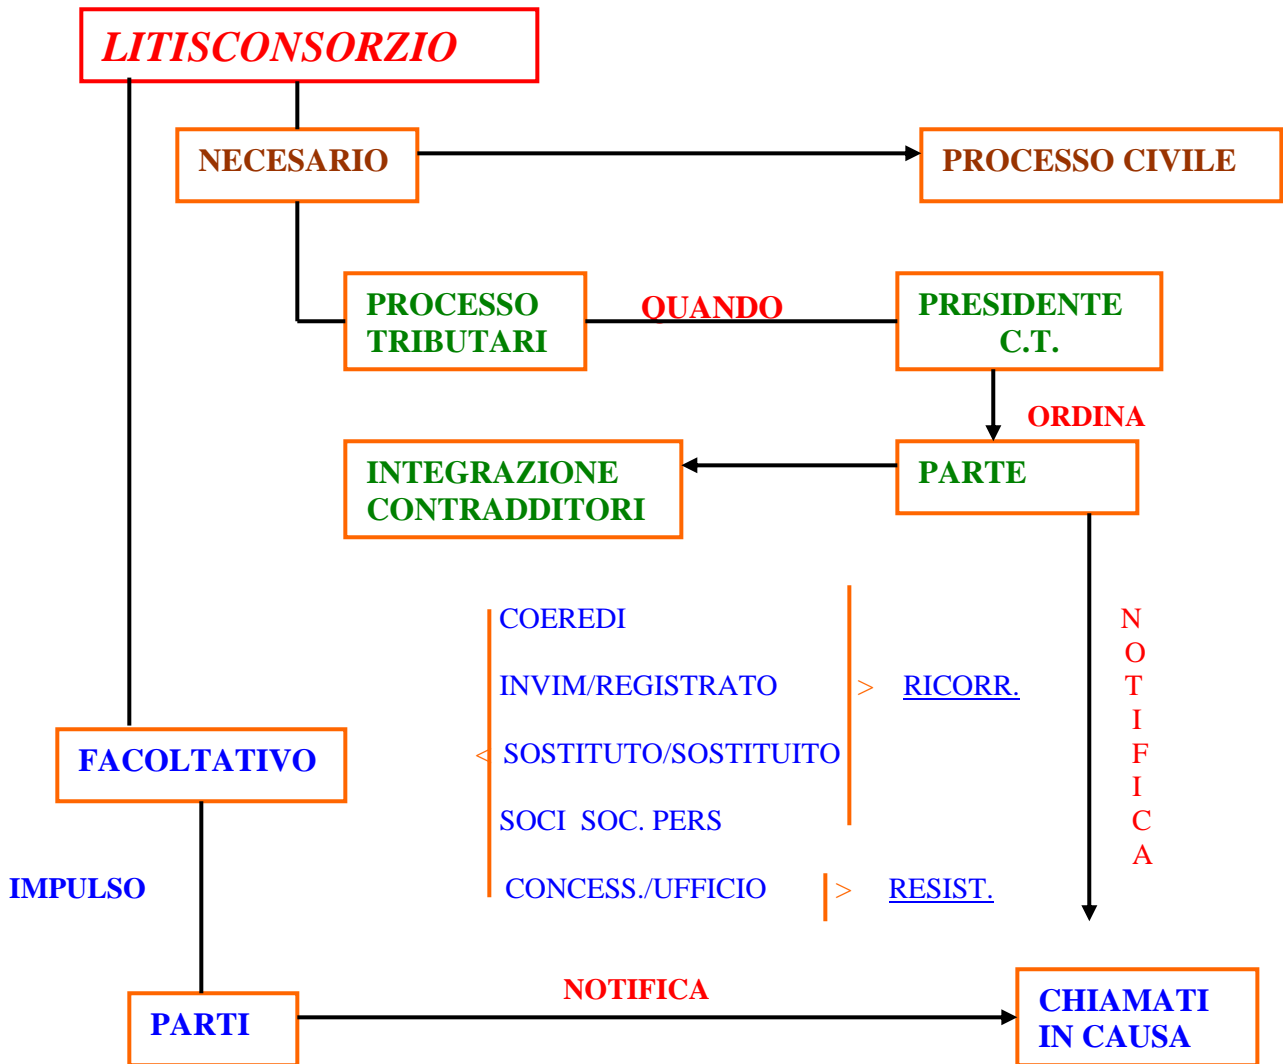 LITISCONSORZIO
NECESARIO
PROCESSO CIVILE
PROCESSO
TRIBUTARI
QUANDO
PRESIDENTE
C.T.
ORDINA
INTEGRAZIONE
CONTRADDITORI
PARTE
COEREDI
INVIM/REGISTRATO
> RICORR.
< SOSTITUTO/SOSTITUITO
SOCI SOC. PERS
CONCESS./UFFICIO
> RESIST.
N
O
T
I
F
I
C
A
FACOLTATIVO
IMPULSO
PARTI
NOTIFICA
CHIAMATI
IN CAUSA